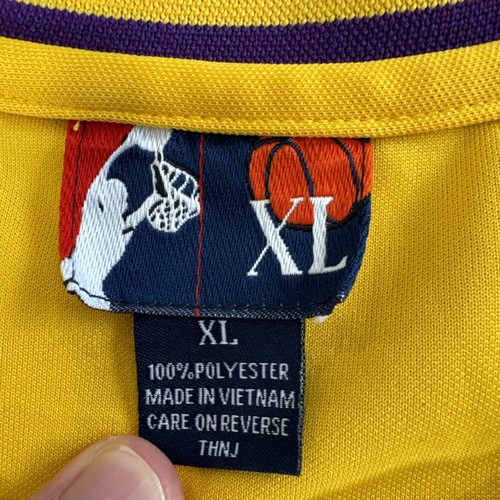 XL
XL
100%POLYESTER
MADE IN VIETNAM
CARE ON REVERSE
THNJ